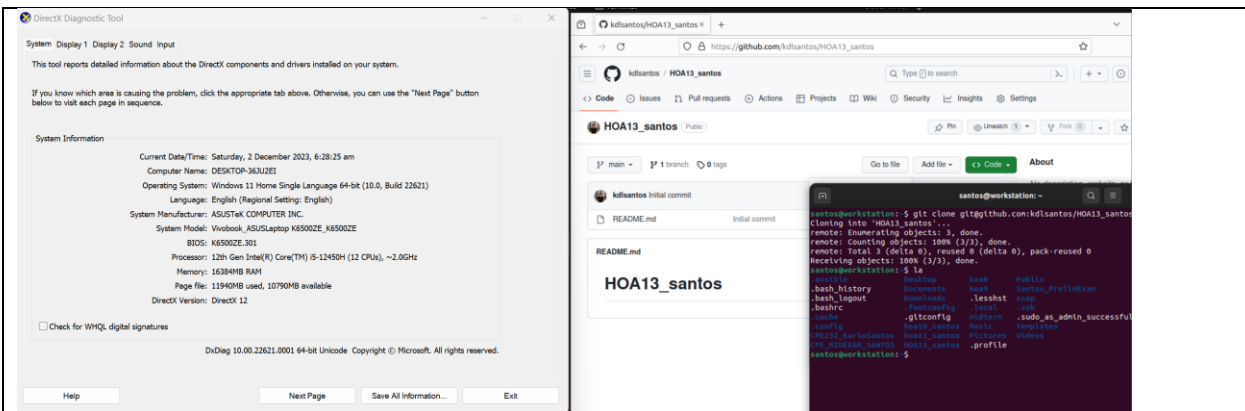 DirectX Diagnostic Tool
System Display 1 Display 2 Sound Input
This tool reports detailed information about the DirectX components and drivers installed on your system.
If you know which area is causing the problem, click the appropriate tab above. Otherwise, you can use the "Next Page" button
below to visit each page in sequence.
System Information
Current Date/Time: Saturday, 2 December 2023, 6:28:25 am
Computer Name: DESKTOP-36JU2EI
Operating System: Windows 11 Home Single Language 64-bit (10.0, Build 22621)
Language: English (Regional Setting: English)
System Manufacturer: ASUSTeK COMPUTER INC.
System Model: Vivobook_ASUSLaptop K6500ZE_K6500ZE
BIOS: K6500ZE.301
Processor: 12th Gen Intel(R) Core(TM) i5-12450H (12 CPUs), ~2.0GHz
Memory: 16384MB RAM
Page file: 11940MB used, 10790MB available
DirectX Version: DirectX 12
Check for WHQL digital signatures
DxDiag 10.00.22621.0001 64-bit Unicode Copyright © Microsoft. All rights reserved.
Help Next Page Save All Information... Exit
kdlsantos/HOA13_santos
https://github.com/kdlsantos/HOA13_santos
kdlsantos / HOA13_santos
Type / to search
Code Issues Pull requests Actions Projects Wiki Security Insights Settings
HOA13_santos Public
Pin Unwatch 1 Fork 0
main 1 branch 0 tags Go to file Add file Code About
kdlsantos Initial commit
README.md Initial commit
README.md
HOA13_santos
santos@workstation: ~
santos@workstation:~$ git clone git@github.com:kdlsantos/HOA13_santos
Cloning into 'HOA13_santos'...
remote: Enumerating objects: 3, done.
remote: Counting objects: 100% (3/3), done.
remote: Total 3 (delta 0), reused 0 (delta 0), pack-reused 0
Receiving objects: 100% (3/3), done.
santos@workstation:~$ la
.ansible Desktop hoa8 Public
.bash_history Documents hoa9 Santos_PrelimExam
.bash_logout Downloads .lesshst snap
.bashrc .fontconfig .local .ssh
.cache .gitconfig midterm .sudo_as_admin_successful
.config hoa10_santos Music Templates
CPE232_KarloSantos hoa11_santos Pictures Videos
CPE_MIDEXAM_SANTOS HOA13_santos .profile
santos@workstation:~$